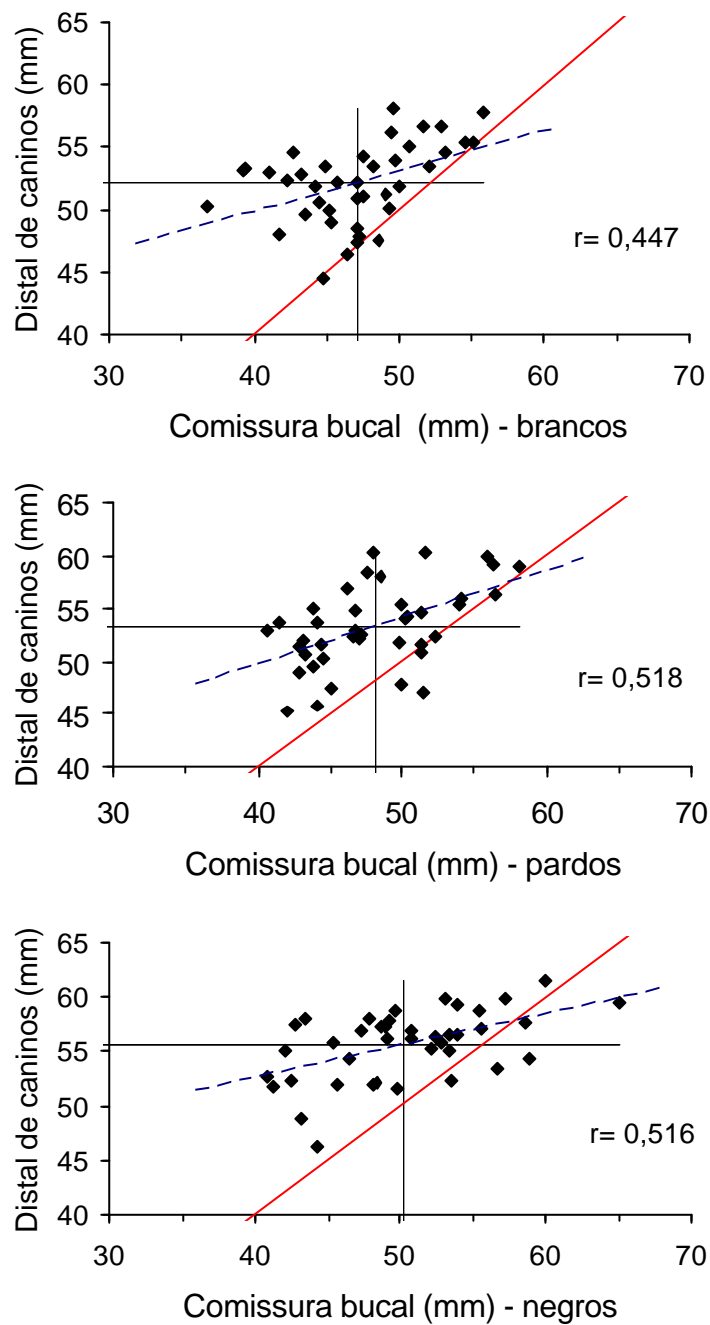 65
60
55
50
45
40
Distal de caninos (mm)
r= 0,447
30 40 50 60 70
Comissura bucal (mm) - brancos
65
60
55
50
45
40
Distal de caninos (mm)
r= 0,518
30 40 50 60 70
Comissura bucal (mm) - pardos
65
60
55
50
45
40
Distal de caninos (mm)
r= 0,516
30 40 50 60 70
Comissura bucal (mm) - negros